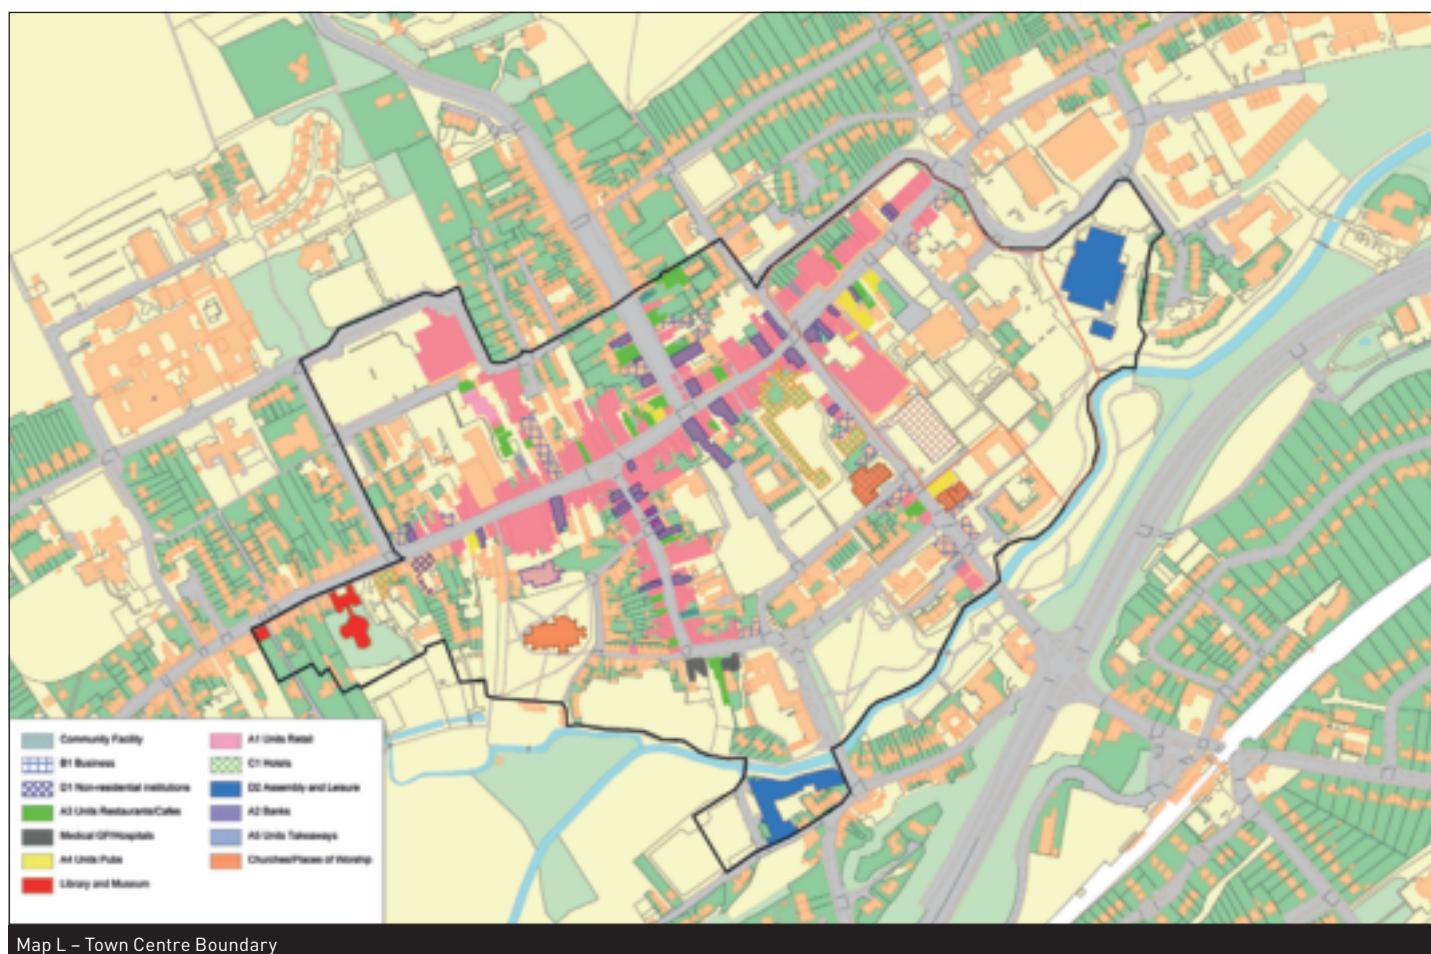 Community Facility
B1 Business
D1 Non-residential institutions
A3 Units Restaurants/Cafes
Medical GP/Hospitals
A4 Units Pubs
Library and Museum
A1 Units Retail
C1 Hotels
D2 Assembly and Leisure
A2 Banks
A5 Units Takeaways
Churches/Places of Worship
Map L – Town Centre Boundary